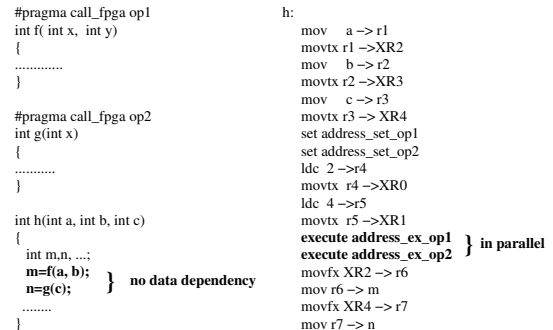 #pragma call_fpga op1
int f( int x,  int y)
{
.............
}
#pragma call_fpga op2
int g(int x)
{
...........
}
int h(int a, int b, int c)
{
int m,n, ...;
m=f(a, b);
n=g(c);
} no data dependency
........
}
h:
mov a −> r1
movtx r1 −>XR2
mov b −> r2
movtx r2 −>XR3
mov c −> r3
movtx r3 −> XR4
set address_set_op1
set address_set_op2
ldc 2 −>r4
movtx r4 −>XR0
ldc 4 −>r5
movtx r5 −>XR1
execute address_ex_op1
execute address_ex_op2
} in parallel
movfx XR2 −> r6
mov r6 −> m
movfx XR4 −> r7
mov r7 −> n